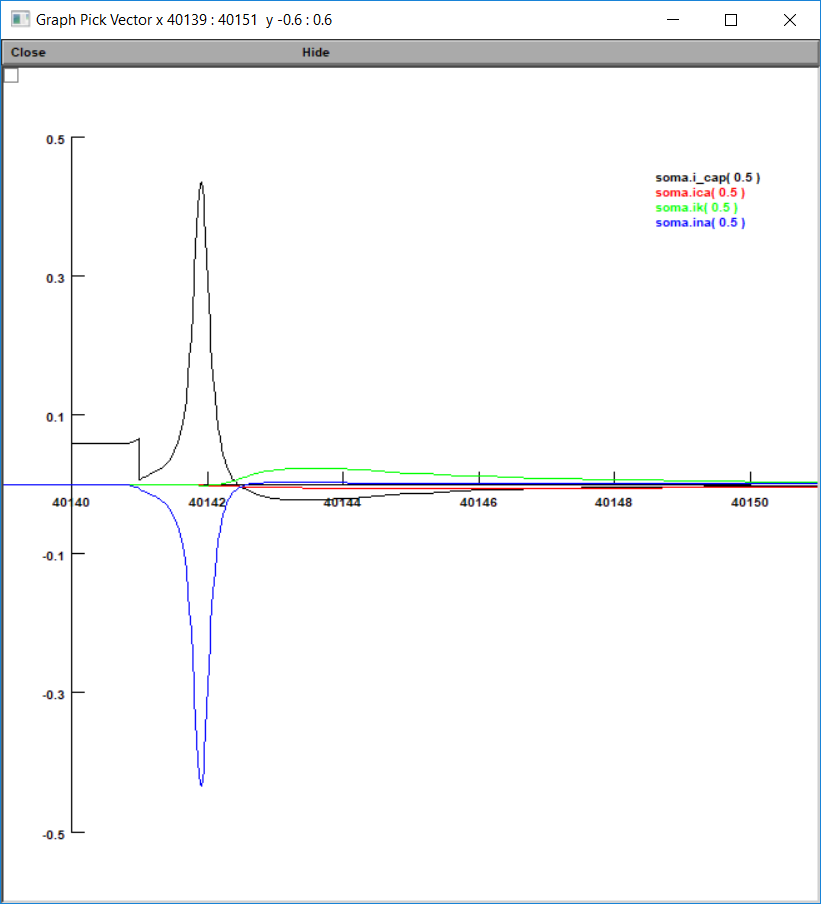 Graph Pick Vector x 40139 : 40151  y -0.6 : 0.6
Close Hide
0.5
soma.i_cap( 0.5 )
soma.ica( 0.5 )
soma.ik( 0.5 )
soma.ina( 0.5 )
0.3
0.1
40140 40142 40144 40146 40148 40150
-0.1
-0.3
-0.5